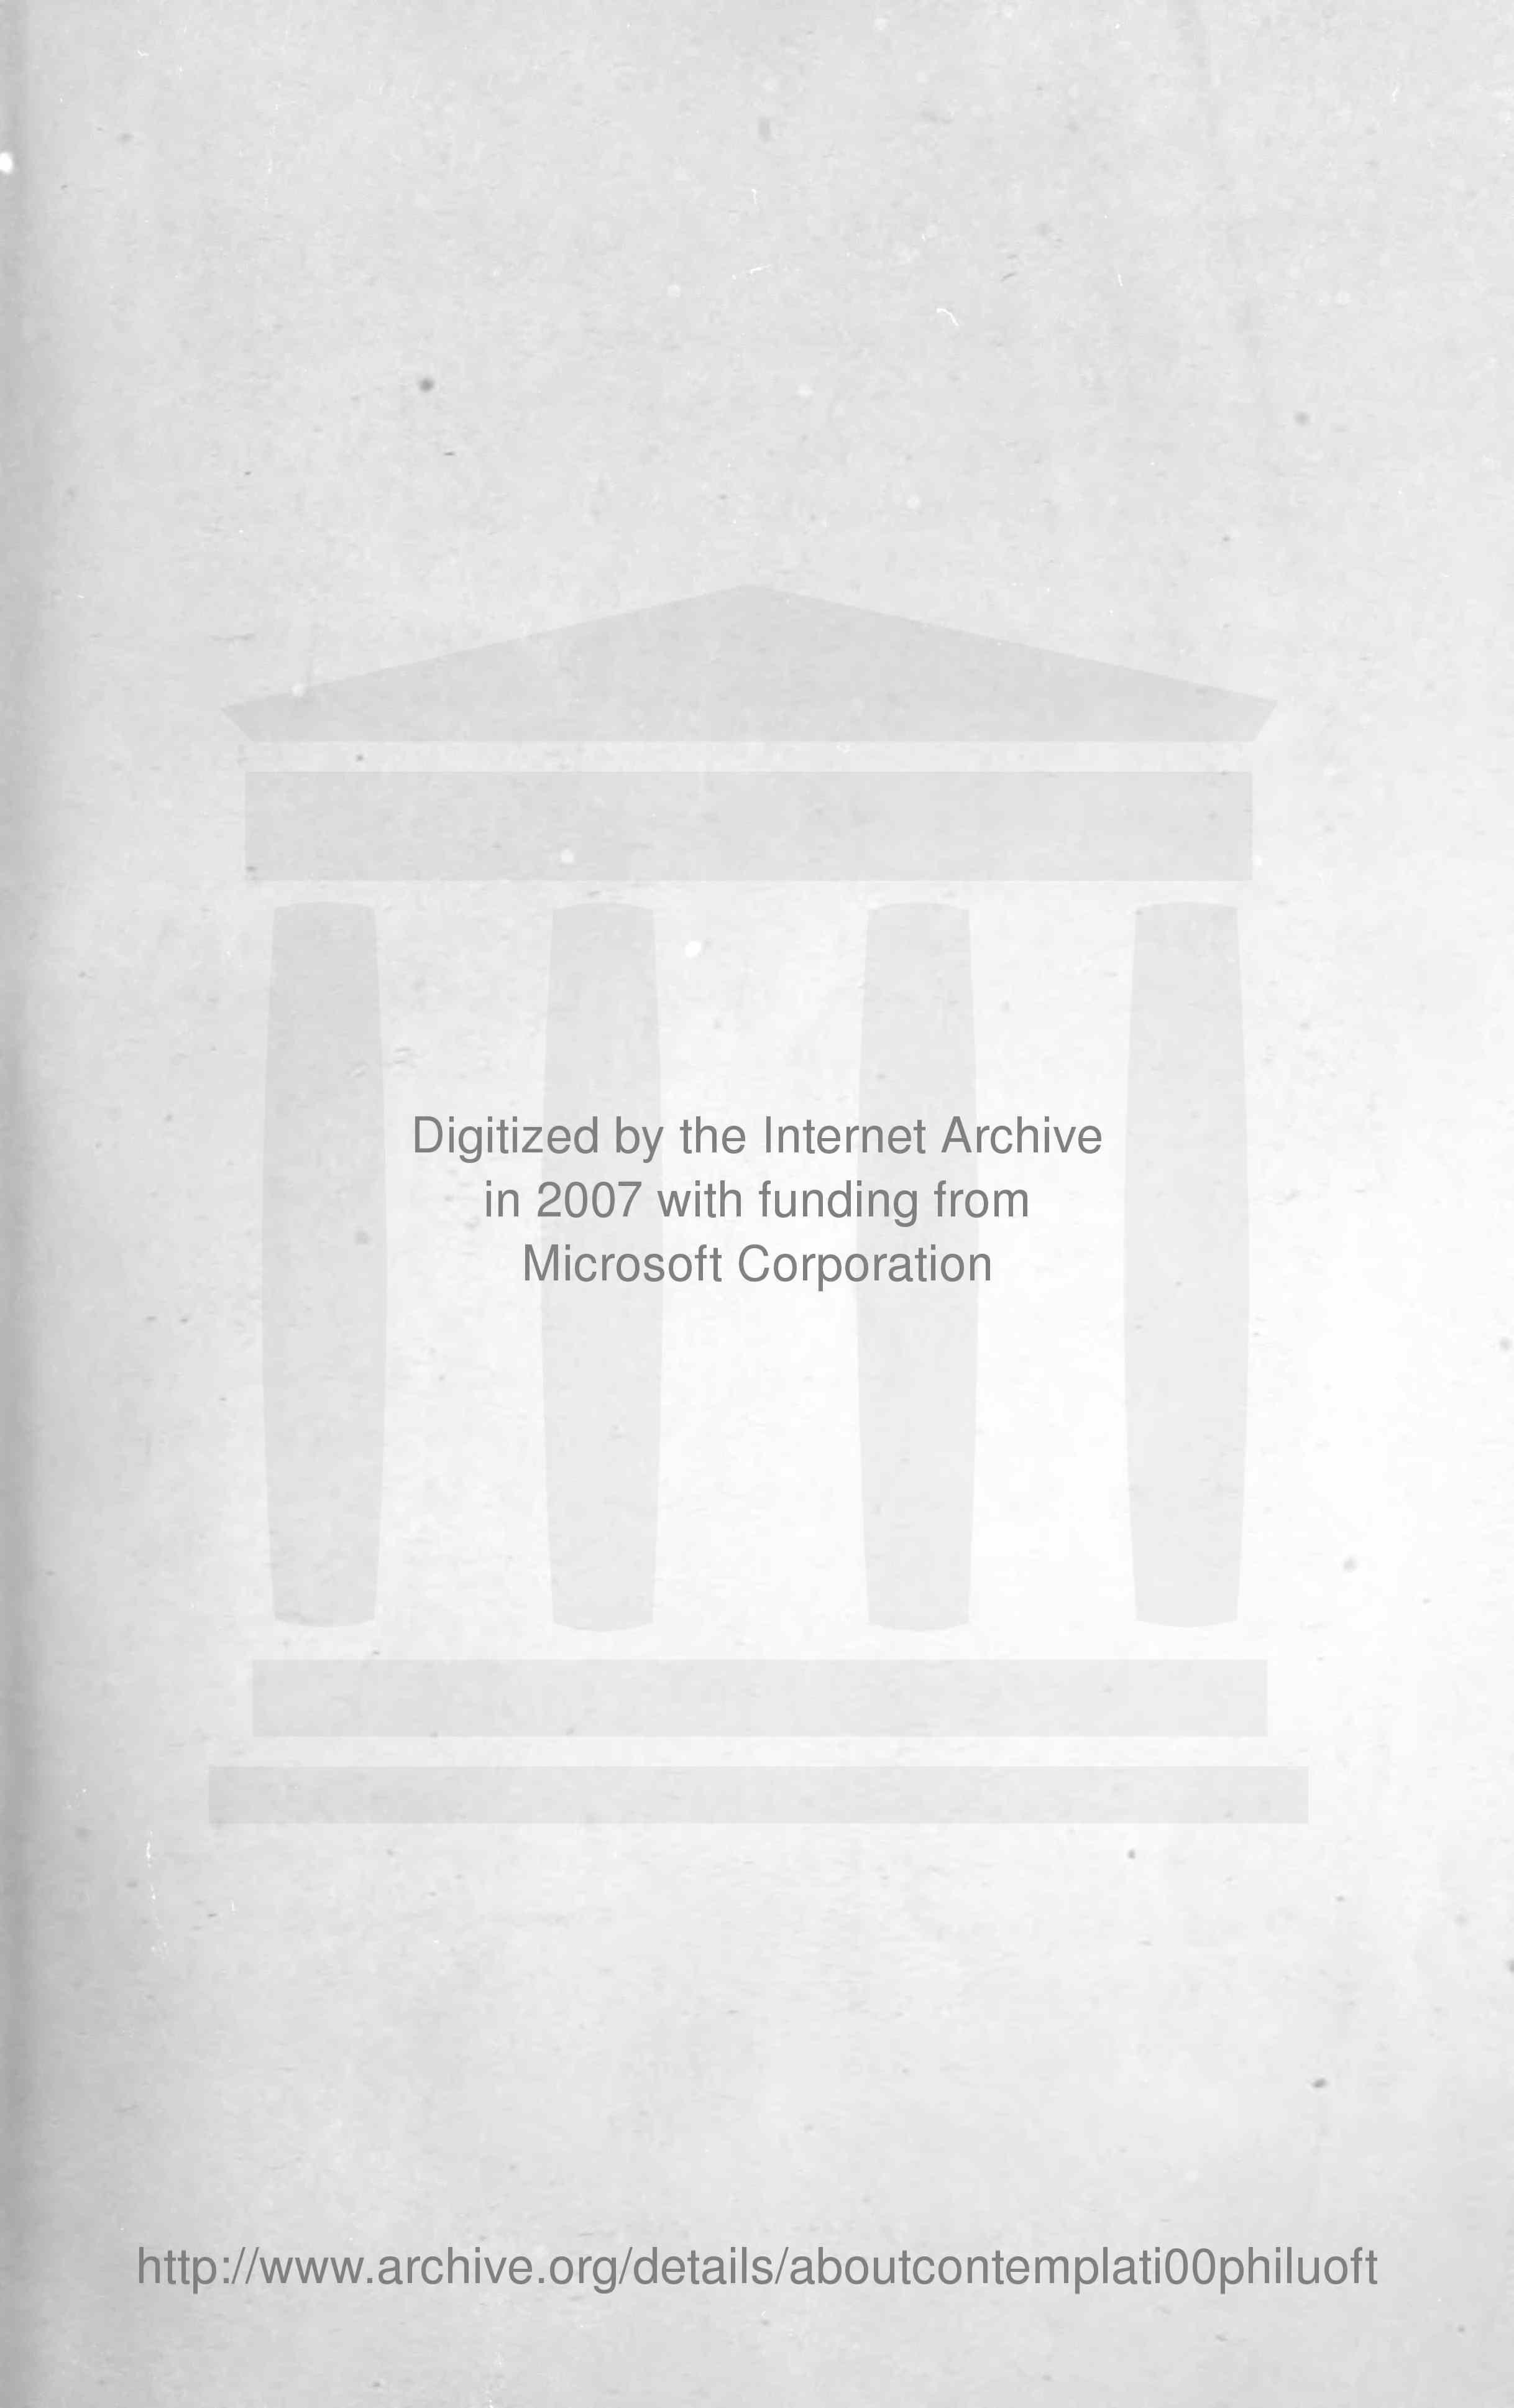 Digitized by the Internet Archive
in 2007 with funding from
Microsoft Corporation
http://www.archive.org/details/aboutcontemplati00philuoft